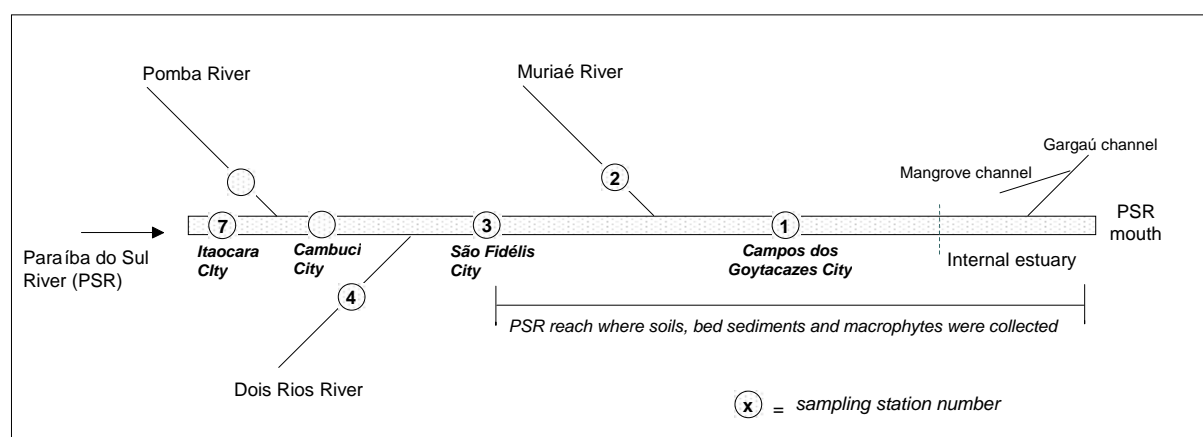 Pomba River
Muriaé River
Gargaú channel
Mangrove channel
2
7
3
1
PSR
mouth
Paraíba do Sul
River (PSR)
Itaocara
CIty
Cambuci
City
São Fidélis
City
Campos dos
Goytacazes City
Internal estuary
4
PSR reach where soils, bed sediments and macrophytes were collected
Dois Rios River
x = sampling station number